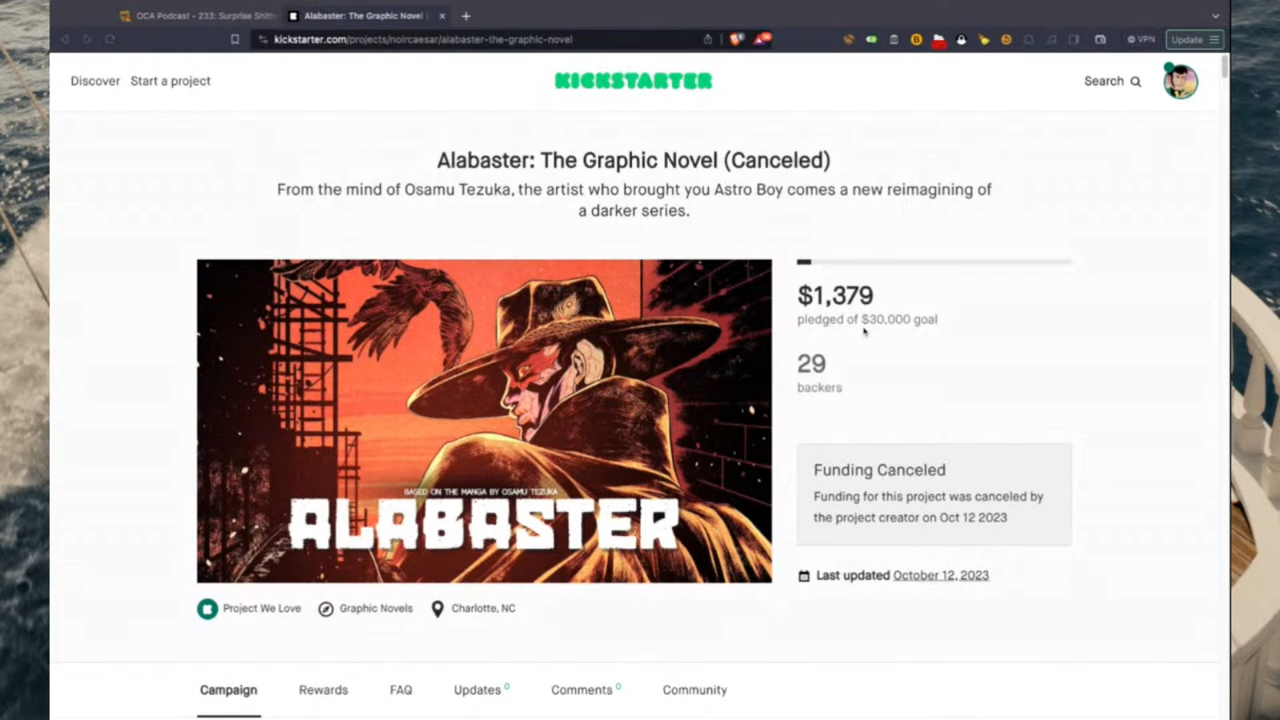 OCA Podcast - 233: Surprise Shitt
Alabaster: The Graphic Novel
kickstarter.com/projects/noircaesar/alabaster-the-graphic-novel
VPN
Update
Discover
Start a project
KICKSTARTER
Search
Alabaster: The Graphic Novel (Canceled)
From the mind of Osamu Tezuka, the artist who brought you Astro Boy comes a new reimagining of
a darker series.
$1,379
pledged of $30,000 goal
29
backers
Funding Canceled
Funding for this project was canceled by
the project creator on Oct 12 2023
Last updated October 12, 2023
BASED ON THE MANGA BY OSAMU TEZUKA
ALABASTER
Project We Love
Graphic Novels
Charlotte, NC
Campaign
Rewards
FAQ
Updates 0
Comments 0
Community